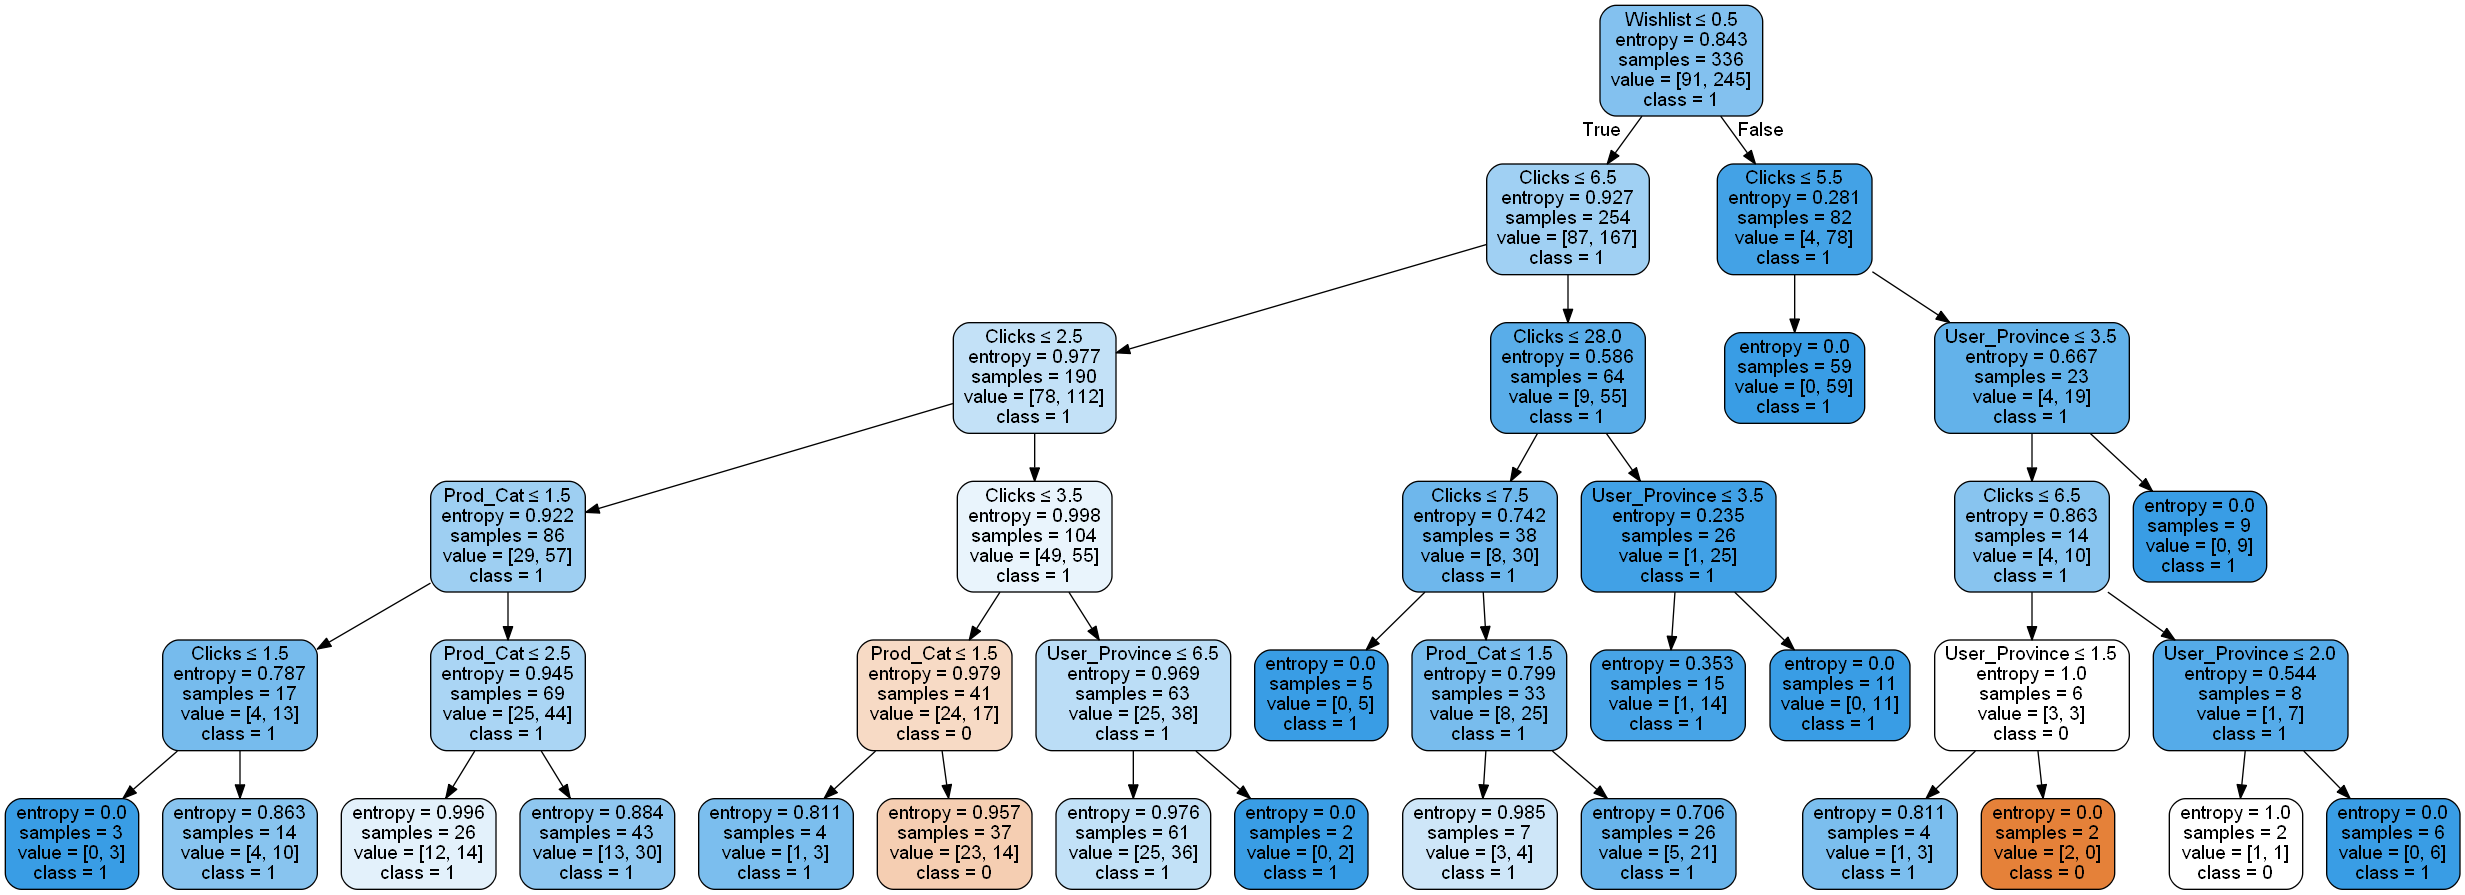 Wishlist ≤ 0.5
entropy = 0.843
samples = 336
value = [91, 245]
class = 1
True
False
Clicks ≤ 6.5
entropy = 0.927
samples = 254
value = [87, 167]
class = 1
Clicks ≤ 5.5
entropy = 0.281
samples = 82
value = [4, 78]
class = 1
Clicks ≤ 2.5
entropy = 0.977
samples = 190
value = [78, 112]
class = 1
Clicks ≤ 28.0
entropy = 0.586
samples = 64
value = [9, 55]
class = 1
entropy = 0.0
samples = 59
value = [0, 59]
class = 1
User_Province ≤ 3.5
entropy = 0.667
samples = 23
value = [4, 19]
class = 1
Prod_Cat ≤ 1.5
entropy = 0.922
samples = 86
value = [29, 57]
class = 1
Clicks ≤ 3.5
entropy = 0.998
samples = 104
value = [49, 55]
class = 1
Clicks ≤ 7.5
entropy = 0.742
samples = 38
value = [8, 30]
class = 1
User_Province ≤ 3.5
entropy = 0.235
samples = 26
value = [1, 25]
class = 1
Clicks ≤ 6.5
entropy = 0.863
samples = 14
value = [4, 10]
class = 1
entropy = 0.0
samples = 9
value = [0, 9]
class = 1
Clicks ≤ 1.5
entropy = 0.787
samples = 17
value = [4, 13]
class = 1
Prod_Cat ≤ 2.5
entropy = 0.945
samples = 69
value = [25, 44]
class = 1
Prod_Cat ≤ 1.5
entropy = 0.979
samples = 41
value = [24, 17]
class = 0
User_Province ≤ 6.5
entropy = 0.969
samples = 63
value = [25, 38]
class = 1
entropy = 0.0
samples = 5
value = [0, 5]
class = 1
Prod_Cat ≤ 1.5
entropy = 0.799
samples = 33
value = [8, 25]
class = 1
entropy = 0.353
samples = 15
value = [1, 14]
class = 1
entropy = 0.0
samples = 11
value = [0, 11]
class = 1
User_Province ≤ 1.5
entropy = 1.0
samples = 6
value = [3, 3]
class = 0
User_Province ≤ 2.0
entropy = 0.544
samples = 8
value = [1, 7]
class = 1
entropy = 0.0
samples = 3
value = [0, 3]
class = 1
entropy = 0.863
samples = 14
value = [4, 10]
class = 1
entropy = 0.996
samples = 26
value = [12, 14]
class = 1
entropy = 0.884
samples = 43
value = [13, 30]
class = 1
entropy = 0.811
samples = 4
value = [1, 3]
class = 1
entropy = 0.957
samples = 37
value = [23, 14]
class = 0
entropy = 0.976
samples = 61
value = [25, 36]
class = 1
entropy = 0.0
samples = 2
value = [0, 2]
class = 1
entropy = 0.985
samples = 7
value = [3, 4]
class = 1
entropy = 0.706
samples = 26
value = [5, 21]
class = 1
entropy = 0.811
samples = 4
value = [1, 3]
class = 1
entropy = 0.0
samples = 2
value = [2, 0]
class = 0
entropy = 1.0
samples = 2
value = [1, 1]
class = 0
entropy = 0.0
samples = 6
value = [0, 6]
class = 1